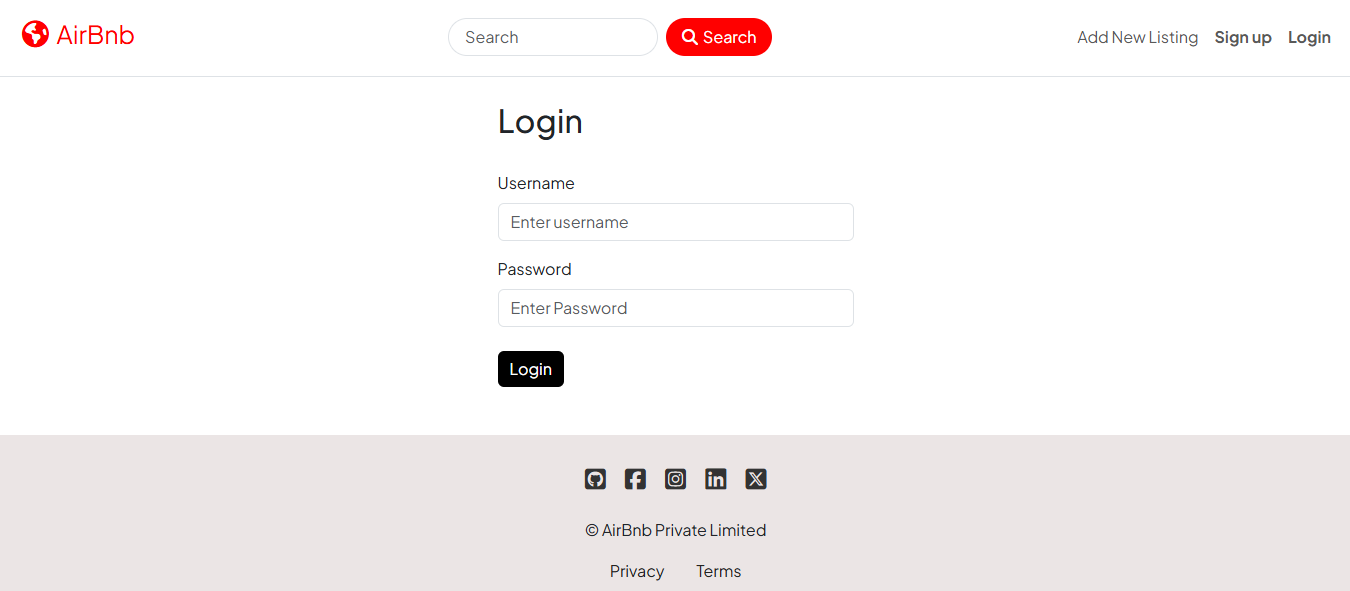 AirBnb
Search
Search
Add New Listing Sign up Login
Login
Username
Enter username
Password
Enter Password
Login
© AirBnb Private Limited
Privacy Terms